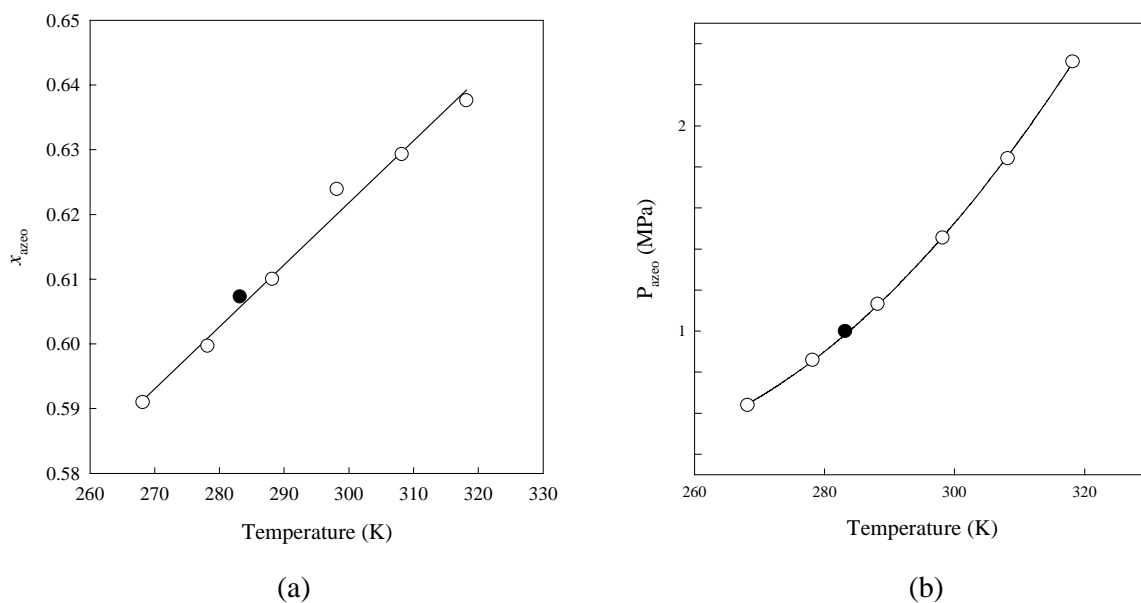 0.65
0.64
0.63
0.62
0.61
0.60
0.59
0.58
x_azeo
260 270 280 290 300 310 320 330
Temperature (K)
(a)
2
1
P_azeo (MPa)
260 280 300 320
Temperature (K)
(b)